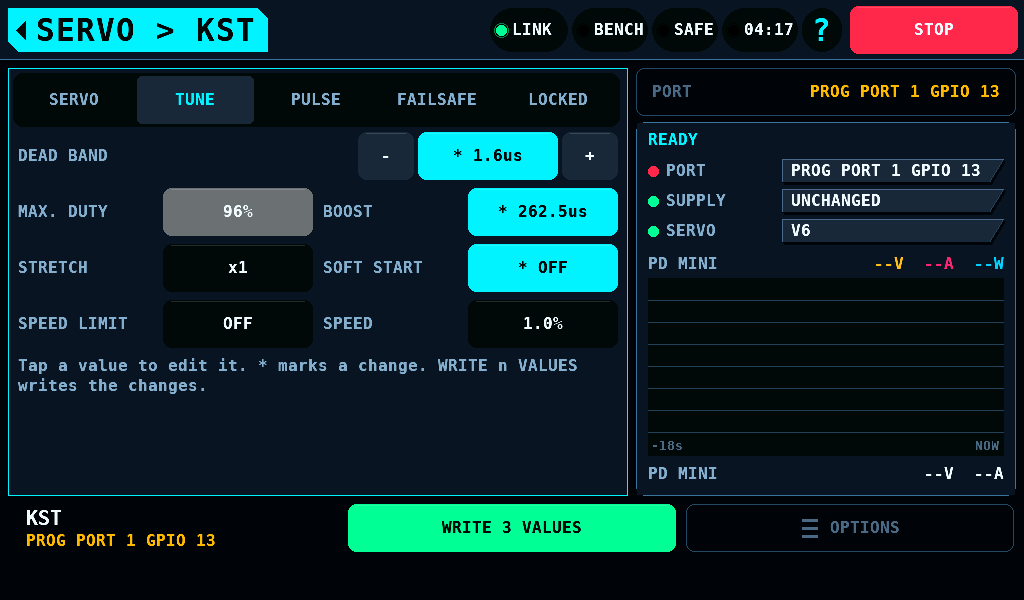 SERVO > KST
LINK
BENCH
SAFE
04:17
?
STOP
SERVO
TUNE
PULSE
FAILSAFE
LOCKED
DEAD BAND
-
* 1.6us
+
MAX. DUTY
96%
BOOST
* 262.5us
STRETCH
x1
SOFT START
* OFF
SPEED LIMIT
OFF
SPEED
1.0%
Tap a value to edit it. * marks a change. WRITE n VALUES
writes the changes.
PORT
PROG PORT 1 GPIO 13
READY
PORT
PROG PORT 1 GPIO 13
SUPPLY
UNCHANGED
SERVO
V6
PD MINI
--V
--A
--W
-18s
NOW
PD MINI
--V
--A
KST
PROG PORT 1 GPIO 13
WRITE 3 VALUES
OPTIONS